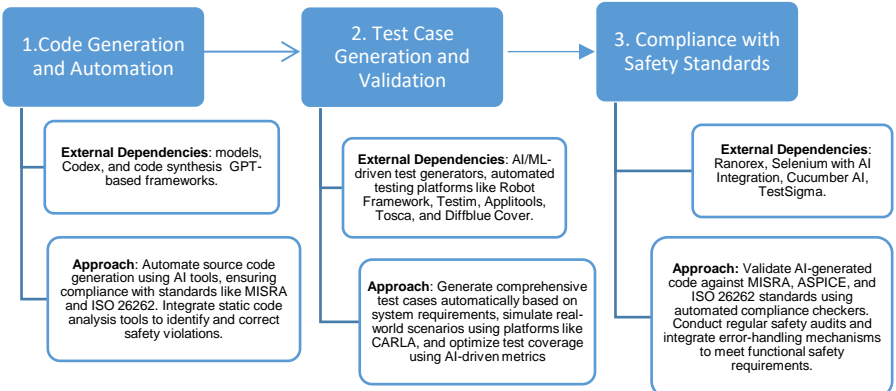 1.Code Generation
and Automation
2. Test Case
Generation and
Validation
3. Compliance with
Safety Standards
External Dependencies: models,
Codex, and code synthesis GPT-
based frameworks.
Approach: Automate source code
generation using AI tools, ensuring
compliance with standards like MISRA
and ISO 26262. Integrate static code
analysis tools to identify and correct
safety violations.
External Dependencies: AI/ML-
driven test generators, automated
testing platforms like Robot
Framework, Testim, Applitools,
Tosca, and Diffblue Cover.
Approach: Generate comprehensive
test cases automatically based on
system requirements, simulate real-
world scenarios using platforms like
CARLA, and optimize test coverage
using AI-driven metrics
External Dependencies:
Ranorex, Selenium with AI
Integration, Cucumber AI,
TestSigma.
Approach: Validate AI-generated
code against MISRA, ASPICE, and
ISO 26262 standards using
automated compliance checkers.
Conduct regular safety audits and
integrate error-handling mechanisms
to meet functional safety
requirements.